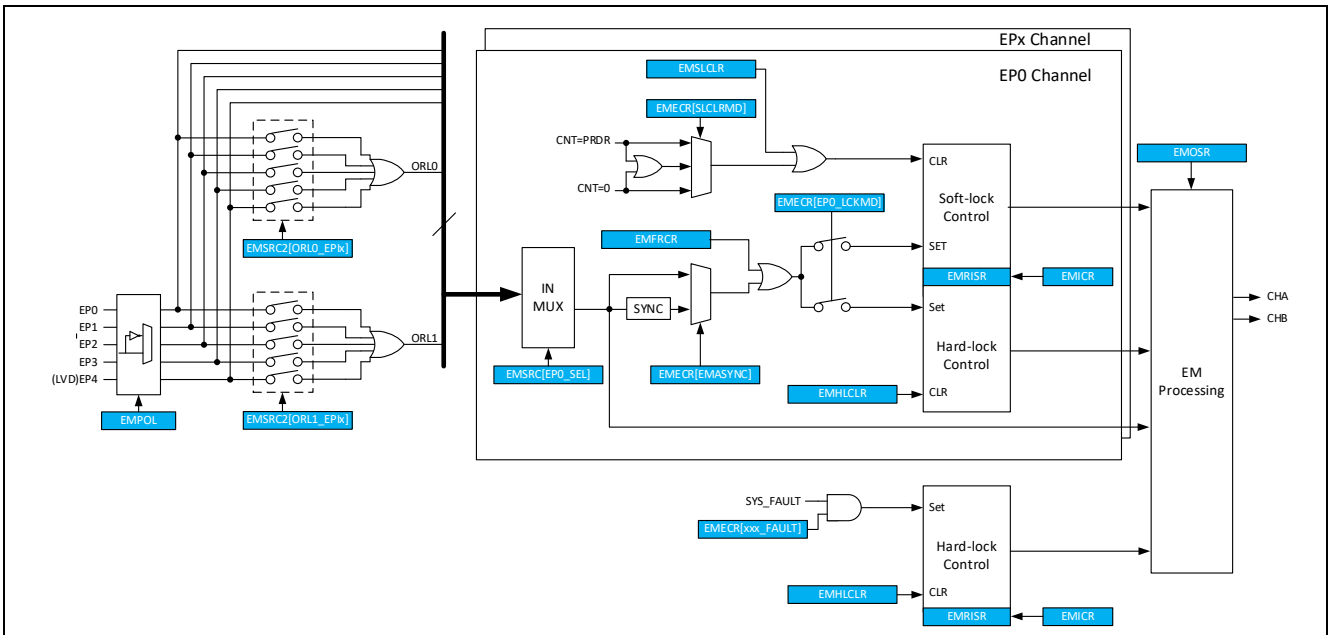 EPx Channel
EP0 Channel
EMSLCLR
EMECR[SLCLRMD]
CNT=PRDR
CNT=0
CLR
Soft-lock
Control
SET
EMOSR
ORL0
EMSRC2[ORL0_EPIx]
EMECR[EP0_LCKMD]
EMFRCR
EMRISR
EMICR
IN
MUX
SYNC
Set
Hard-lock
Control
CLR
EP0
EP1
EP2
EP3
(LVD)EP4
EMPOL
ORL1
EMSRC2[ORL1_EPIx]
EMSRC[EP0_SEL]
EMECR[EMASYNC]
EMHLCLR
EM
Processing
CHA
CHB
SYS_FAULT
EMECR[xxx_FAULT]
Set
Hard-lock
Control
EMHLCLR
CLR
EMRISR
EMICR